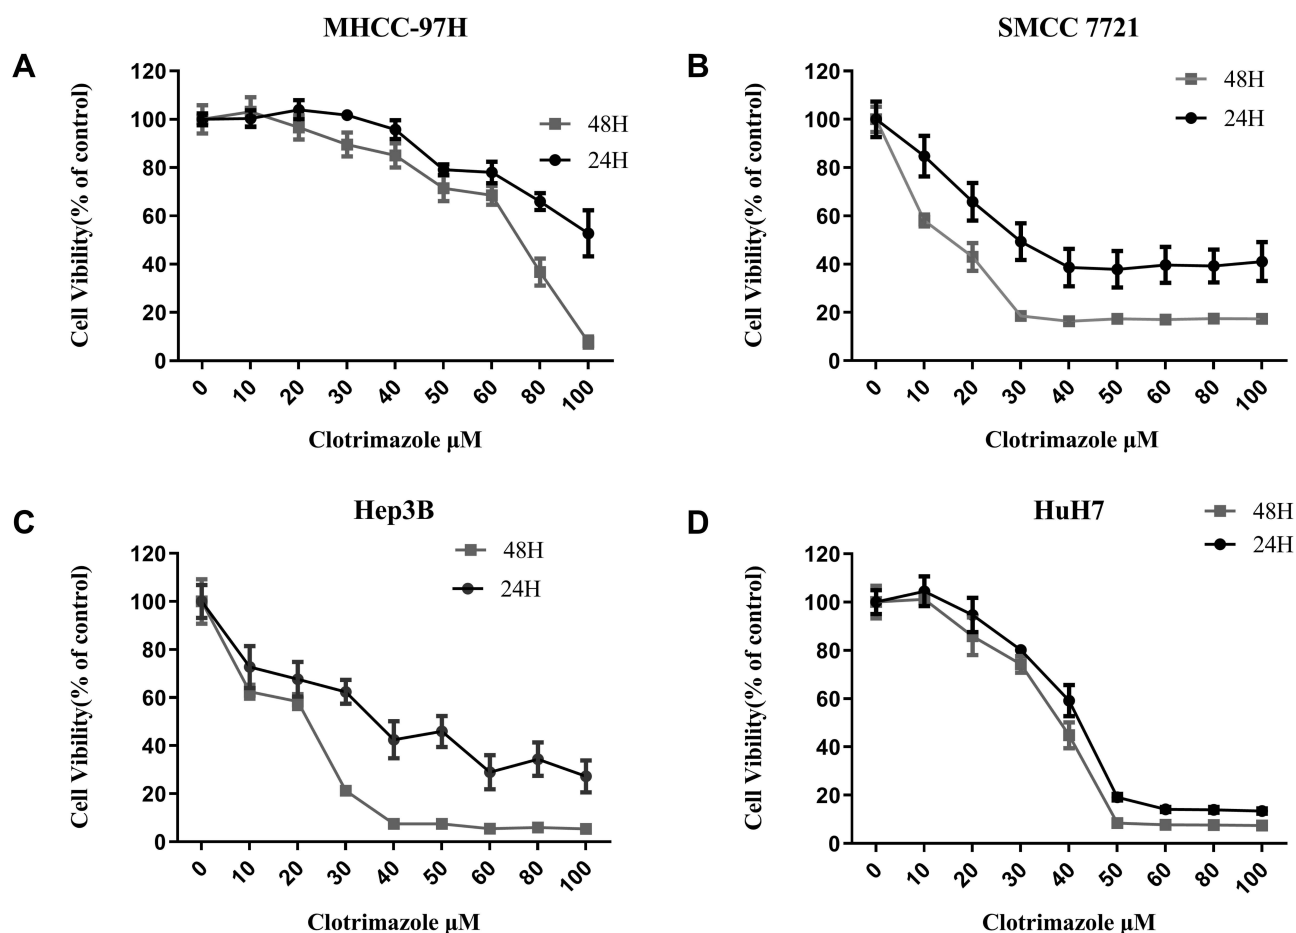 MHCC-97H
A
Cell Vibility(% of control)
120
100
80
60
40
20
0
48H
24H
0 10 20 30 40 50 60 80 100
Clotrimazole μM
SMCC 7721
B
Cell Vibility(% of control)
120
100
80
60
40
20
0
48H
24H
0 10 20 30 40 50 60 80 100
Clotrimazole μM
Hep3B
C
Cell Vibility(% of control)
120
100
80
60
40
20
0
48H
24H
0 10 20 30 40 50 60 80 100
Clotrimazole μM
HuH7
D
Cell Vibility(% of control)
120
100
80
60
40
20
0
48H
24H
0 10 20 30 40 50 60 80 100
Clotrimazole μM